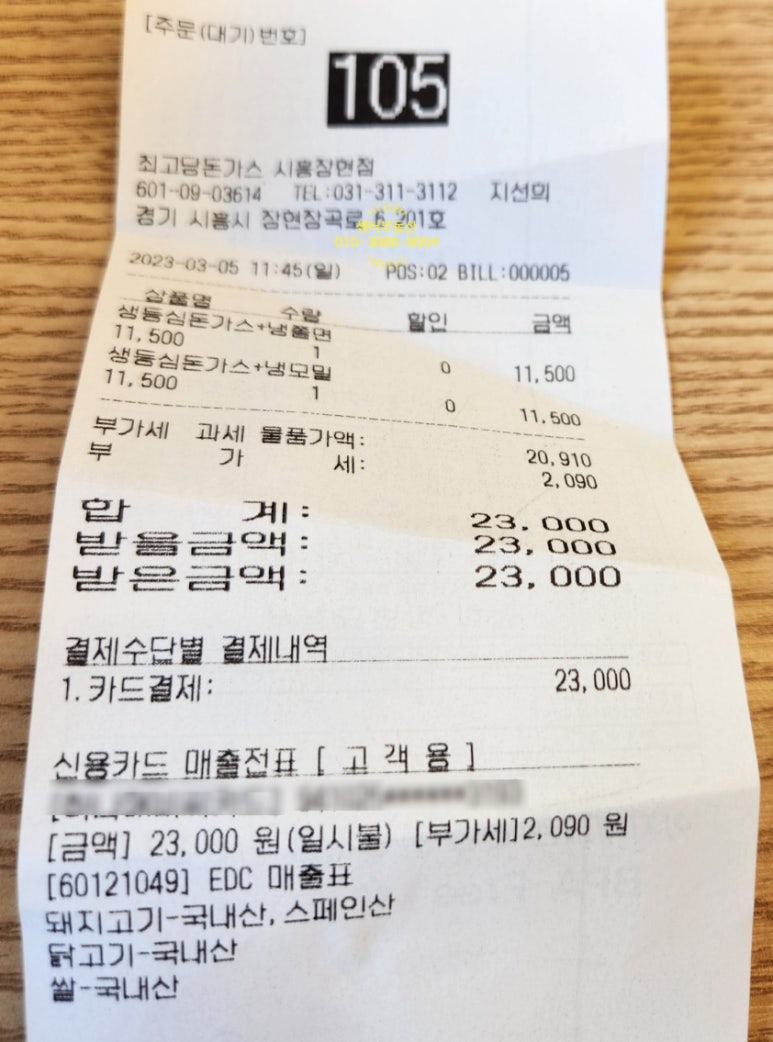 [주문(대기)번호]
105
최고당돈가스 시흥장현점
601-09-03614 TEL:031-311-3112 지선희
경기 시흥시 장현장곡로 6 201호
2023-03-05 11:45(일) POS:02 BILL:000005
상품명 수량 할인 금액
생등심돈가스+냉쫄면
11,500 1 0 11,500
생등심돈가스+냉모밀
11,500 1 0 11,500
부가세 과세 물품가액: 20,910
부 가 세: 2,090
합 계: 23,000
받을금액: 23,000
받은금액: 23,000
결제수단별 결제내역
1.카드결제: 23,000
신용카드 매출전표 [ 고 객 용 ]
[금액] 23,000 원(일시불) [부가세]2,090 원
[60121049] EDC 매출표
돼지고기-국내산, 스페인산
닭고기-국내산
쌀-국내산